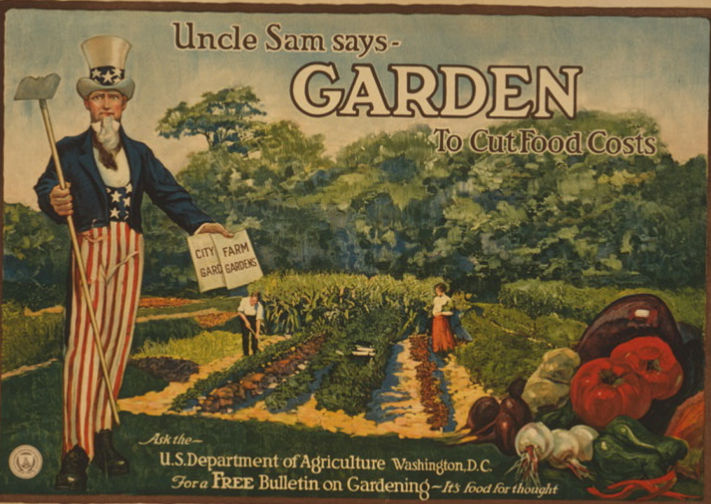 Uncle Sam says-
GARDEN
To Cut Food Costs
CITY GARD
FARM GARDENS
Ask the—
U.S. Department of Agriculture Washington, D.C.
For a FREE Bulletin on Gardening ~ It's food for thought